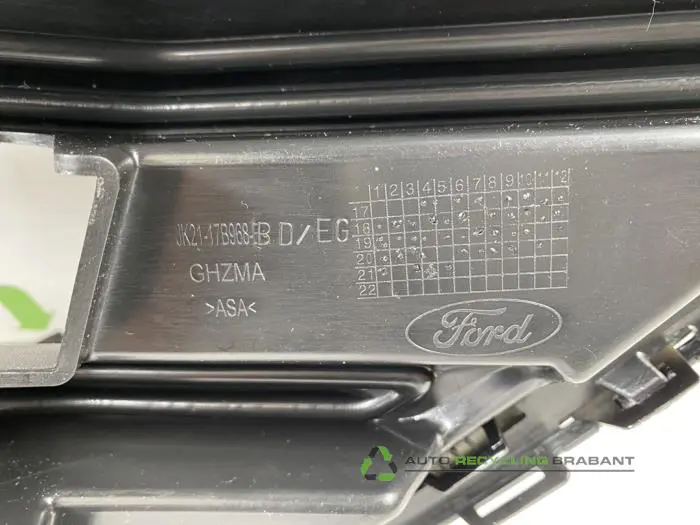 1 2 3 4 5 6 7 8 9 10 11 12
17
18
19
20
21
22
JK21-17B968-B D/EG
GHZMA
>ASA<
Ford
AUTO RECYCLING BRABANT